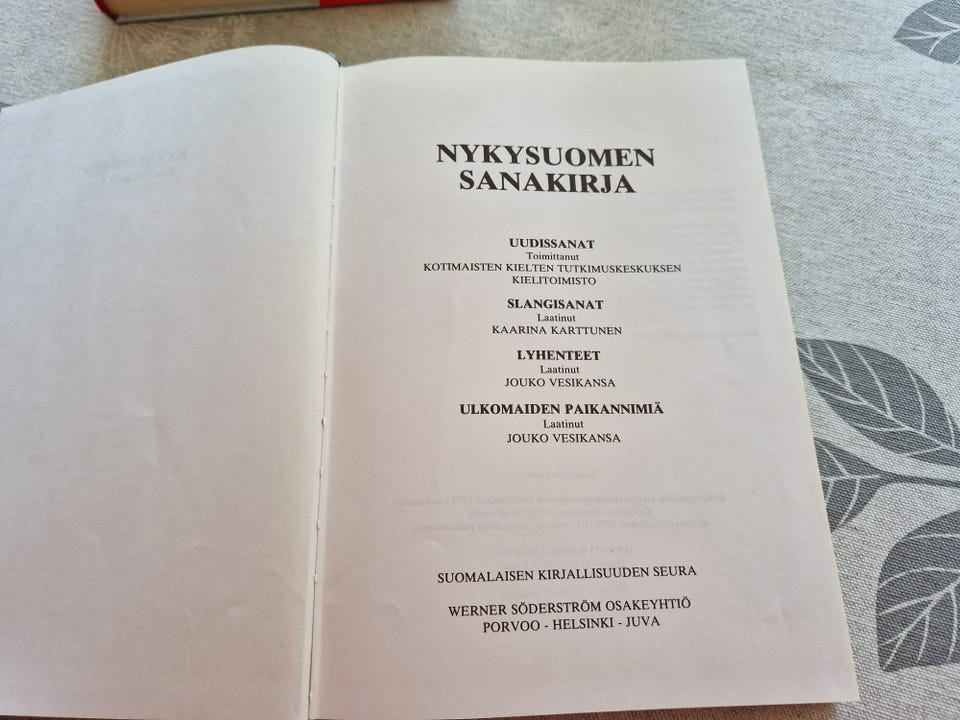 NYKYSUOMEN
SANAKIRJA
UUDISSANAT
Toimittanut
KOTIMAISTEN KIELTEN TUTKIMUSKESKUKSEN
KIELITOIMISTO
SLANGISANAT
Laatinut
KAARINA KARTTUNEN
LYHENTEET
Laatinut
JOUKO VESIKANSA
ULKOMAIDEN PAIKANNIMIÄ
Laatinut
JOUKO VESIKANSA
SUOMALAISEN KIRJALLISUUDEN SEURA
WERNER SÖDERSTRÖM OSAKEYHTIÖ
PORVOO - HELSINKI - JUVA